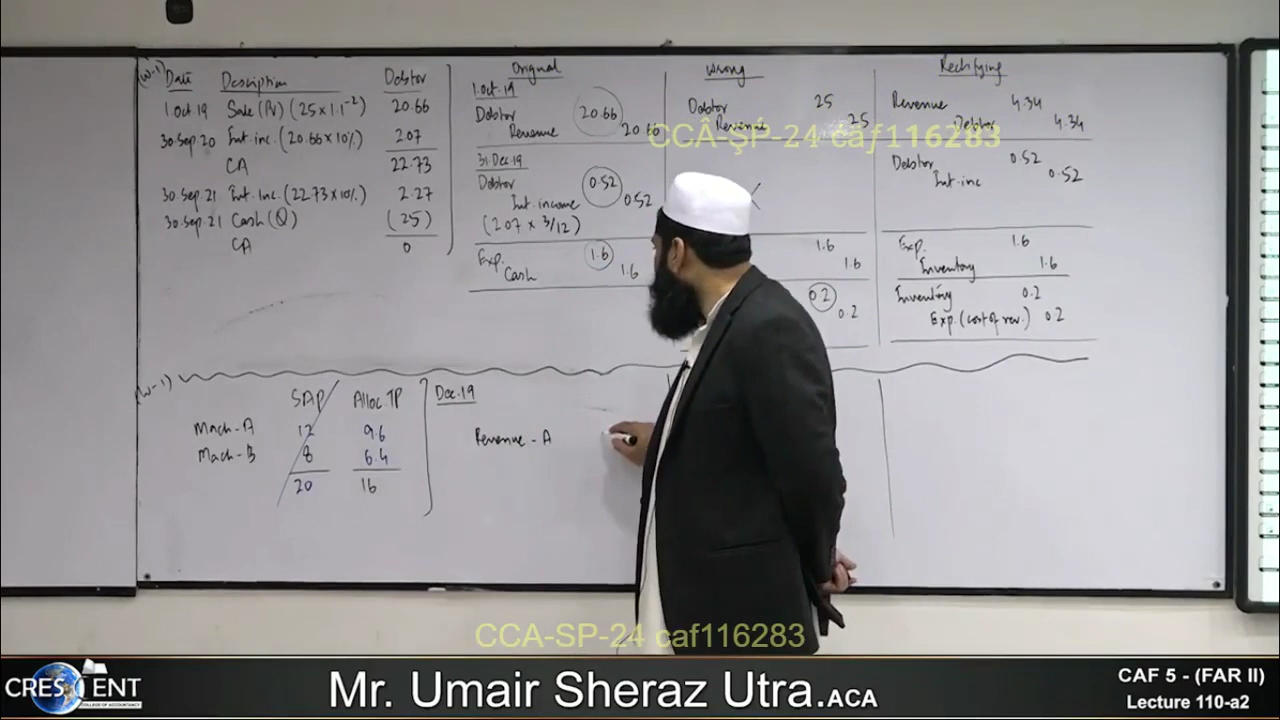 (W-1)
Date Description Debtor
1.Oct 19 Sale (PV) (25 x 1.1⁻²) 20.66
30.Sep.20 Int. inc. (20.66 x 10%) 2.07
CA 22.73
30.Sep.21 Int. Inc. (22.73 x 10%) 2.27
30.Sep.21 Cash (25)
CA 0
Original
1.Oct.19
Debtor 20.66
Revenue 20.66
31.Dec.19
Debtor 0.52
Int. income 0.52
(2.07 x 3/12)
Exp. 1.6
Cash 1.6
Wrong
Debtor 25
Revenue 25
1.6
1.6
0.2
0.2
Rectifying
Revenue 4.34
Debtor 4.34
Debtor 0.52
Int. inc 0.52
Exp. 1.6
Inventory 1.6
Inventory 0.2
Exp. (cost of rev.) 0.2
CCÂ-ŞṔ-24 caf116283
(W-1)
SAP Alloc TP
Mach-A 12 9.6
Mach-B 8 6.4
20 16
Dec.19
Revenue - A
CCA-SP-24 caf116283
CRESCENT
COLLEGE OF ACCOUNTANCY
Mr. Umair Sheraz Utra.ACA
CAF 5 - (FAR II)
Lecture 110-a2